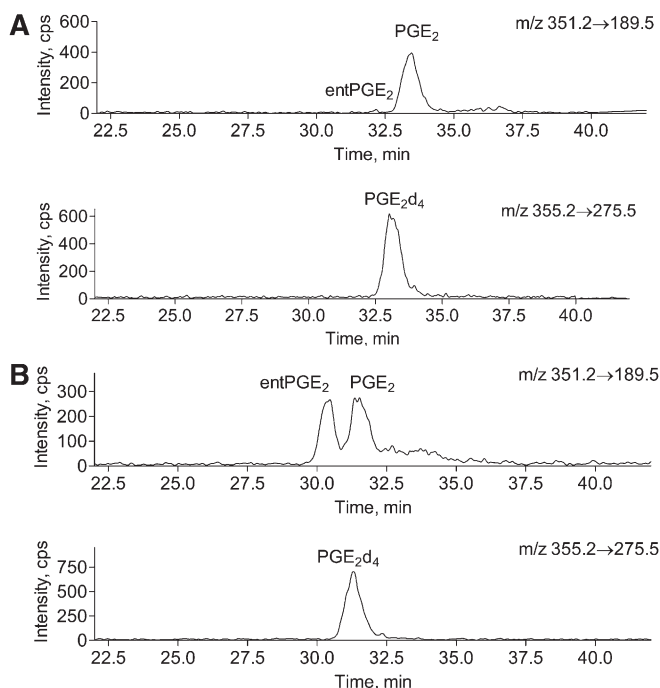 A
Intensity, cps
600
400
200
0
PGE₂
entPGE₂
m/z 351.2→189.5
22.5 25.0 27.5 30.0 32.5 35.0 37.5 40.0
Time, min
Intensity, cps
600
400
200
0
PGE₂d₄
m/z 355.2→275.5
22.5 25.0 27.5 30.0 32.5 35.0 37.5 40.0
Time, min
B
Intensity, cps
300
200
100
0
entPGE₂ PGE₂
m/z 351.2→189.5
22.5 25.0 27.5 30.0 32.5 35.0 37.5 40.0
Time, min
Intensity, cps
750
500
250
0
PGE₂d₄
m/z 355.2→275.5
22.5 25.0 27.5 30.0 32.5 35.0 37.5 40.0
Time, min